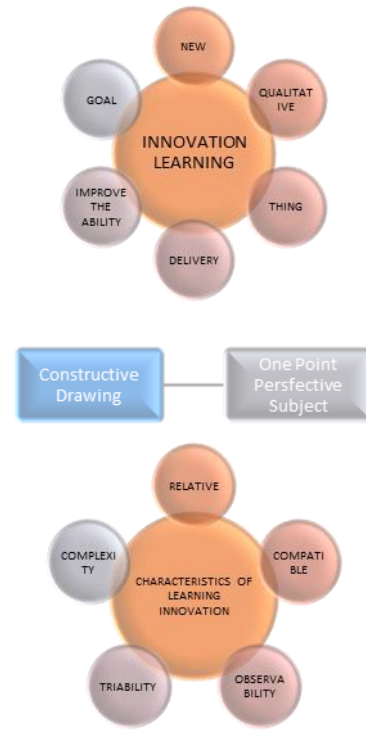 NEW
QUALITAT
IVE
GOAL
INNOVATION
LEARNING
IMPROVE
THE
ABILITY
THING
DELIVERY
Constructive
Drawing
One Point
Persfective
Subject
RELATIVE
COMPLEXI
TY
COMPATI
BLE
CHARACTERISTICS OF
LEARNING
INNOVATION
TRIABILITY
OBSERVA
BILITY